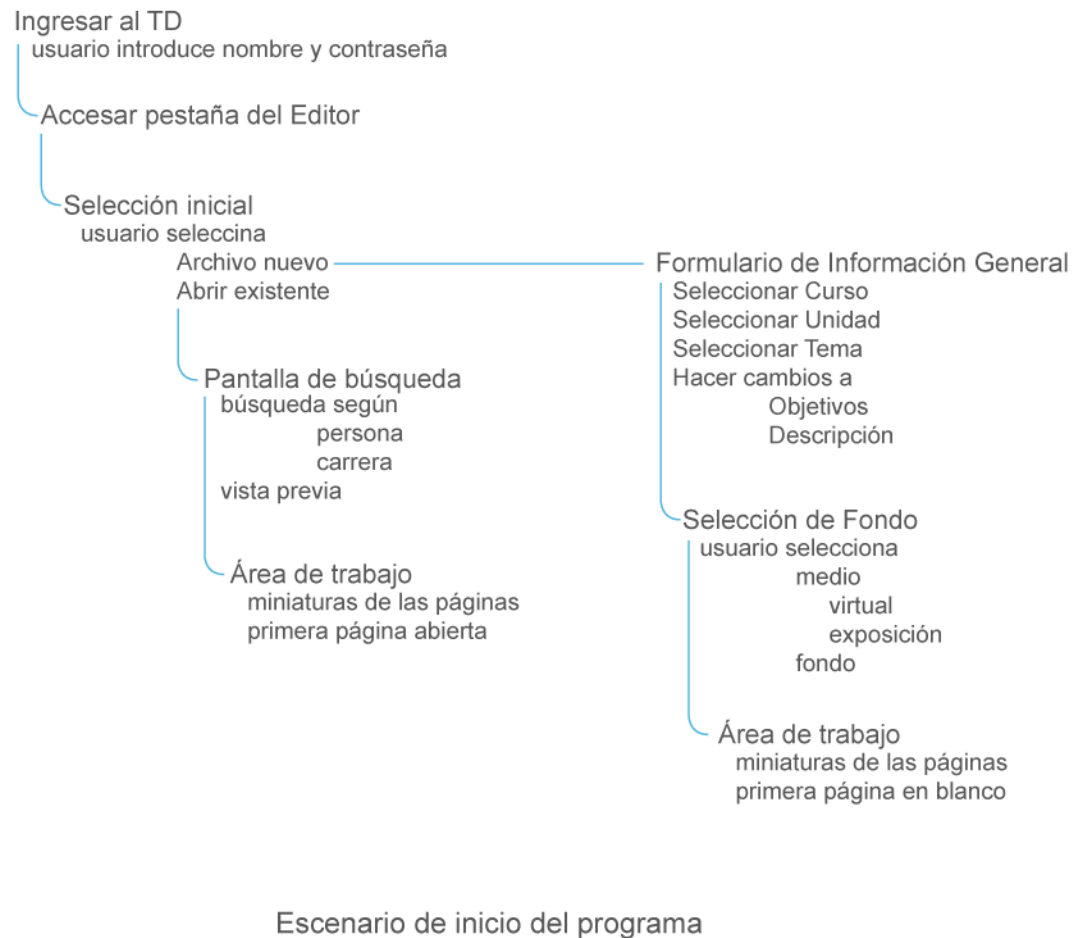 Ingresar al TD
usuario introduce nombre y contraseña
Accesar pestaña del Editor
Selección inicial
usuario seleccina
Archivo nuevo
Abrir existente
Pantalla de búsqueda
búsqueda según
persona
carrera
vista previa
Área de trabajo
miniaturas de las páginas
primera página abierta
Formulario de Información General
Seleccionar Curso
Seleccionar Unidad
Seleccionar Tema
Hacer cambios a
Objetivos
Descripción
Selección de Fondo
usuario selecciona
medio
virtual
exposición
fondo
Área de trabajo
miniaturas de las páginas
primera página en blanco
Escenario de inicio del programa